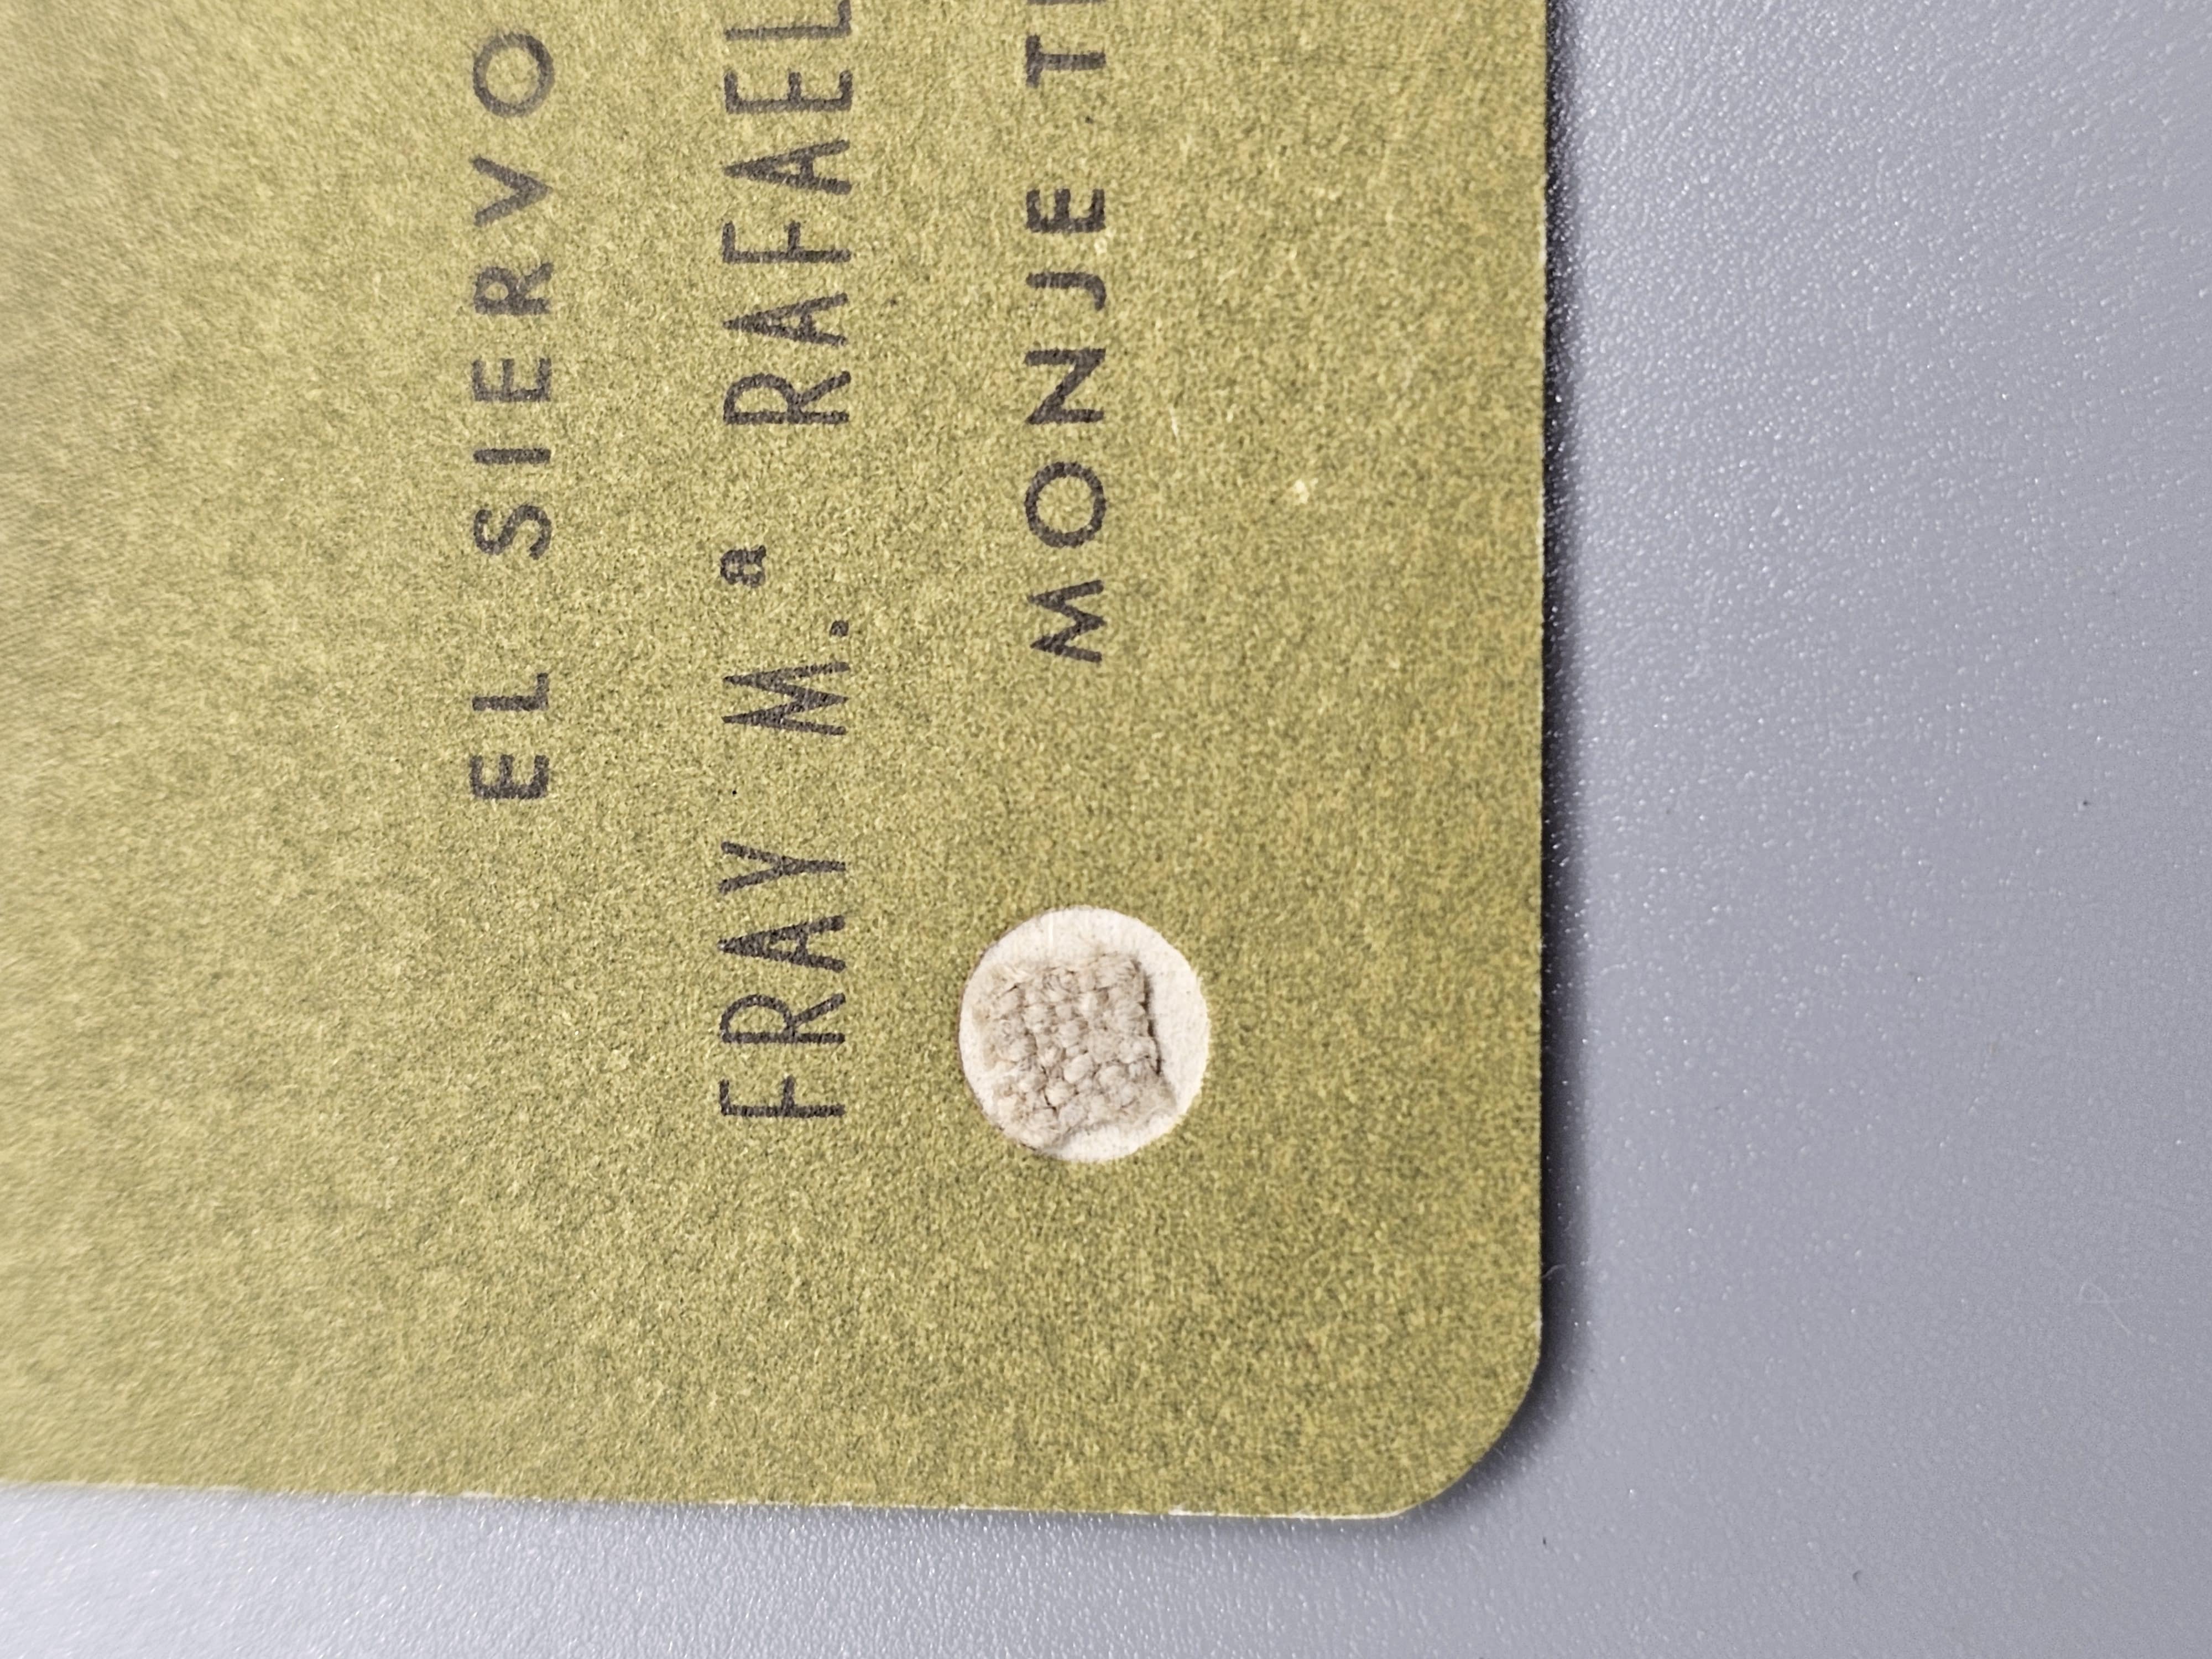 EL SIERVO
FRAY M.ª RAFAEL
MONJE